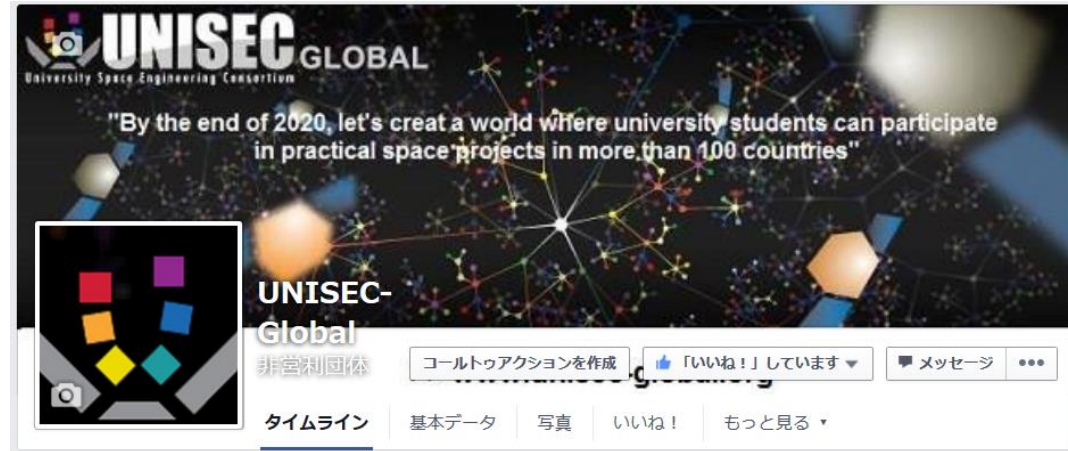 UNISEC GLOBAL
University Space Engineering Consortium
"By the end of 2020, let's creat a world where university students can participate
in practical space projects in more than 100 countries"
UNISEC-
Global
非営利団体
コールトゥアクションを作成 「いいね！」しています メッセージ
タイムライン 基本データ 写真 いいね！ もっと見る